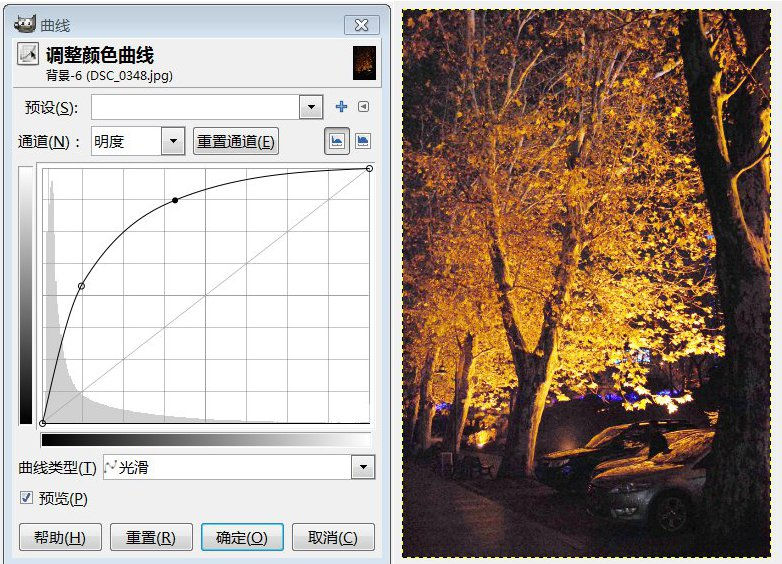 曲线
调整颜色曲线
背景-6 (DSC_0348.jpg)
预设(S):
通道(N)： 明度 重置通道(E)
曲线类型(T) 光滑
预览(P)
帮助(H) 重置(R) 确定(O) 取消(C)